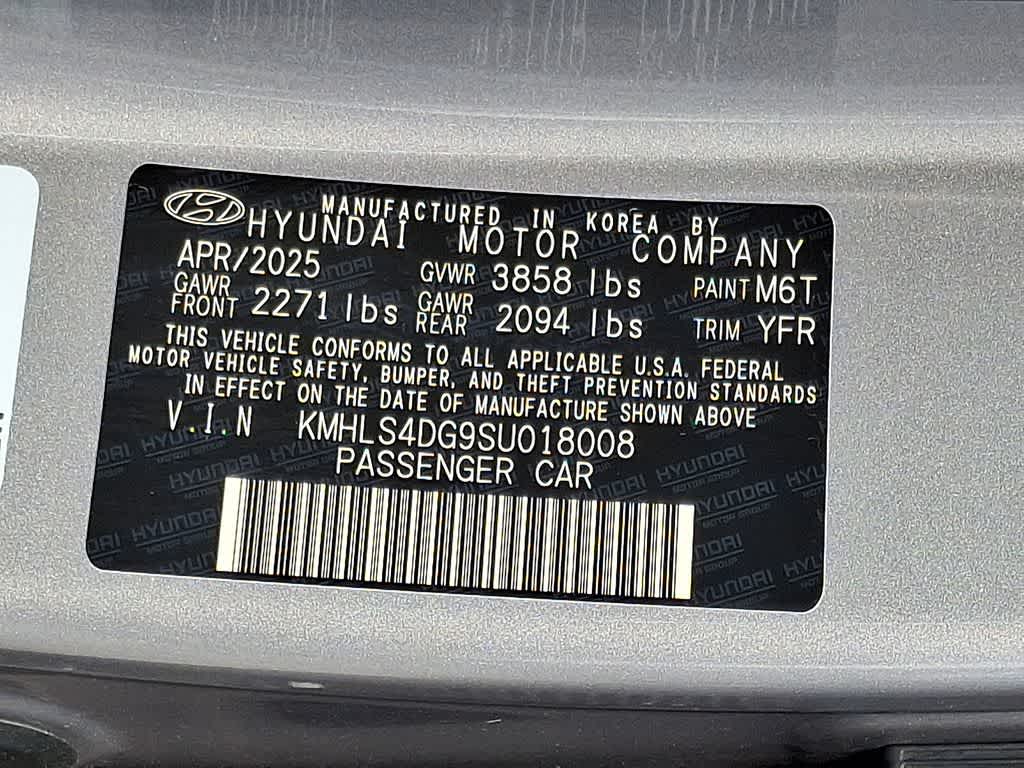 MANUFACTURED IN KOREA BY
HYUNDAI MOTOR COMPANY
APR/2025 GVWR 3858 lbs PAINT M6T
GAWR FRONT 2271 lbs GAWR REAR 2094 lbs TRIM YFR
THIS VEHICLE CONFORMS TO ALL APPLICABLE U.S.A. FEDERAL
MOTOR VEHICLE SAFETY, BUMPER, AND THEFT PREVENTION STANDARDS
IN EFFECT ON THE DATE OF MANUFACTURE SHOWN ABOVE
V.I.N KMHLS4DG9SU018008
PASSENGER CAR